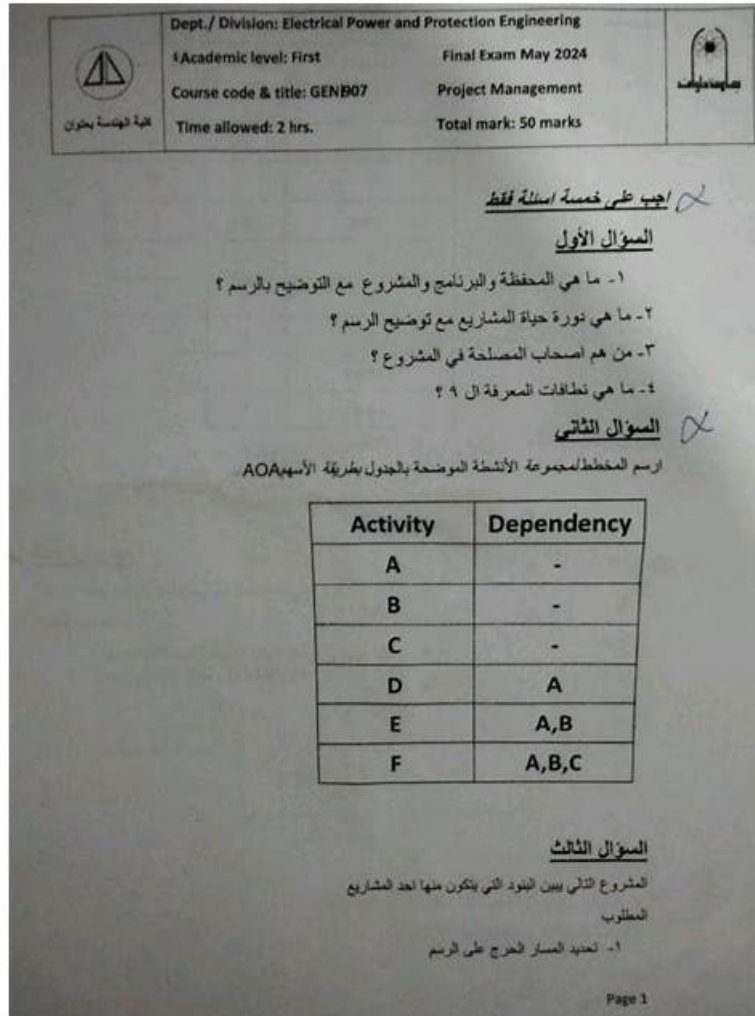 Dept./ Division: Electrical Power and Protection Engineering
Academic level: First Final Exam May 2024
Course code & title: GEN907 Project Management
Time allowed: 2 hrs. Total mark: 50 marks
كلية الهندسة بحلوان
اجب على خمسة اسئلة فقط
السؤال الأول
١- ما هي المحفظة والبرنامج والمشروع مع التوضيح بالرسم ؟
٢- ما هي دورة حياة المشاريع مع توضيح الرسم ؟
٣- من هم اصحاب المصلحة في المشروع ؟
٤- ما هي نطاقات المعرفة ال ٩ ؟
السؤال الثاني
ارسم المخطط لمجموعة الأنشطة الموضحة بالجدول بطريقة الأسهم AOA
Activity Dependency
A -
B -
C -
D A
E A,B
F A,B,C
السؤال الثالث
المشروع التالي يبين البنود التي يتكون منها احد المشاريع
المطلوب
١- تحديد المسار الحرج على الرسم
Page 1